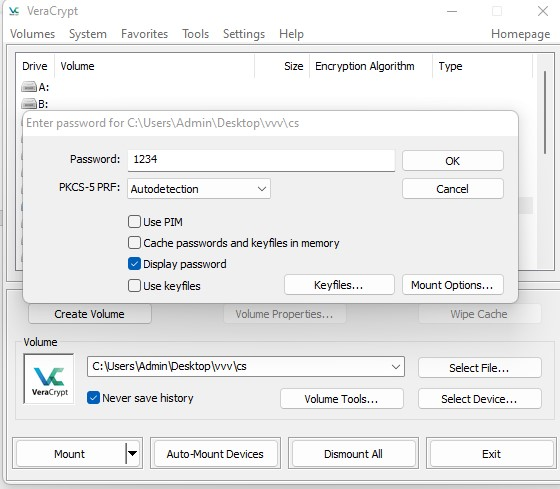 VeraCrypt
Volumes System Favorites Tools Settings Help Homepage
Drive Volume Size Encryption Algorithm Type
A:
B:
Enter password for C:\Users\Admin\Desktop\vvv\cs
Password: 1234 OK
PKCS-5 PRF: Autodetection Cancel
Use PIM
Cache passwords and keyfiles in memory
Display password
Use keyfiles Keyfiles... Mount Options...
Create Volume Volume Properties... Wipe Cache
Volume
VeraCrypt C:\Users\Admin\Desktop\vvv\cs Select File...
Never save history Volume Tools... Select Device...
Mount Auto-Mount Devices Dismount All Exit